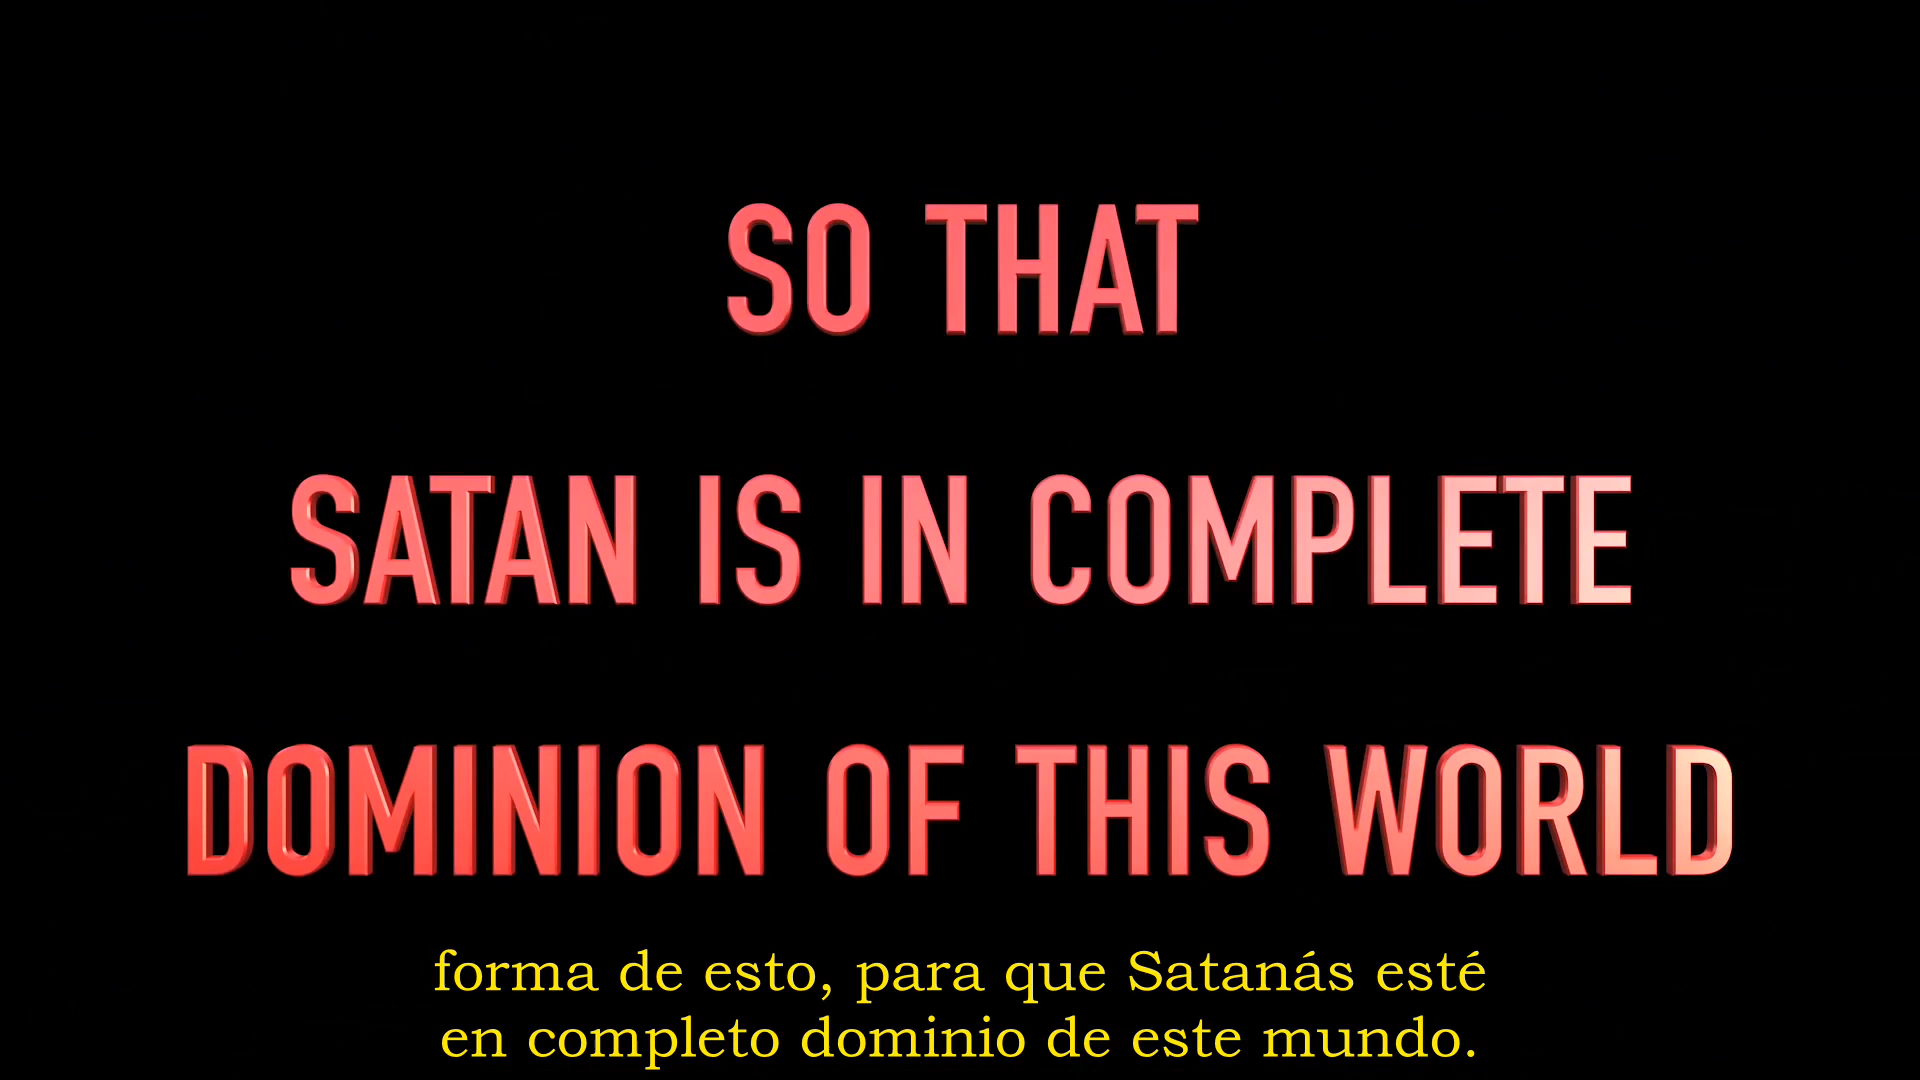 SO THAT
SATAN IS IN COMPLETE
DOMINION OF THIS WORLD
forma de esto, para que Satanás esté
en completo dominio de este mundo.